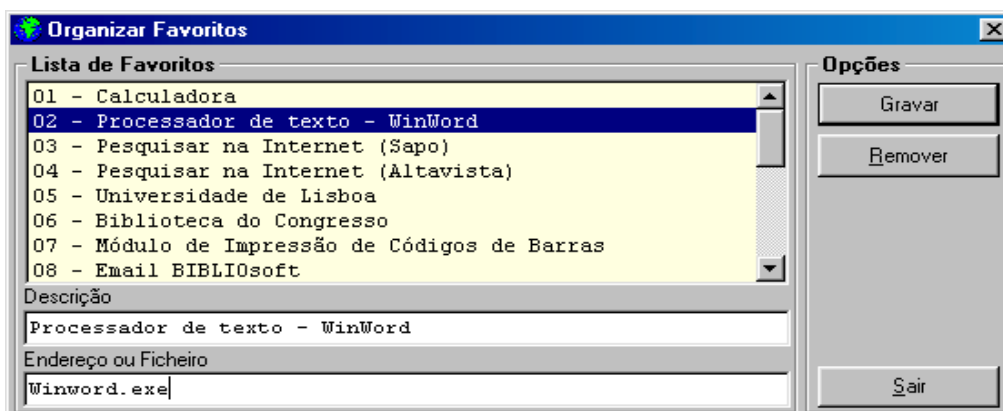 Organizar Favoritos
Lista de Favoritos
01 - Calculadora
02 - Processador de texto - WinWord
03 - Pesquisar na Internet (Sapo)
04 - Pesquisar na Internet (Altavista)
05 - Universidade de Lisboa
06 - Biblioteca do Congresso
07 - Módulo de Impressão de Códigos de Barras
08 - Email BIBLIOsoft
Descrição
Processador de texto - WinWord
Endereço ou Ficheiro
Winword.exe
Opções
Gravar
Remover
Sair